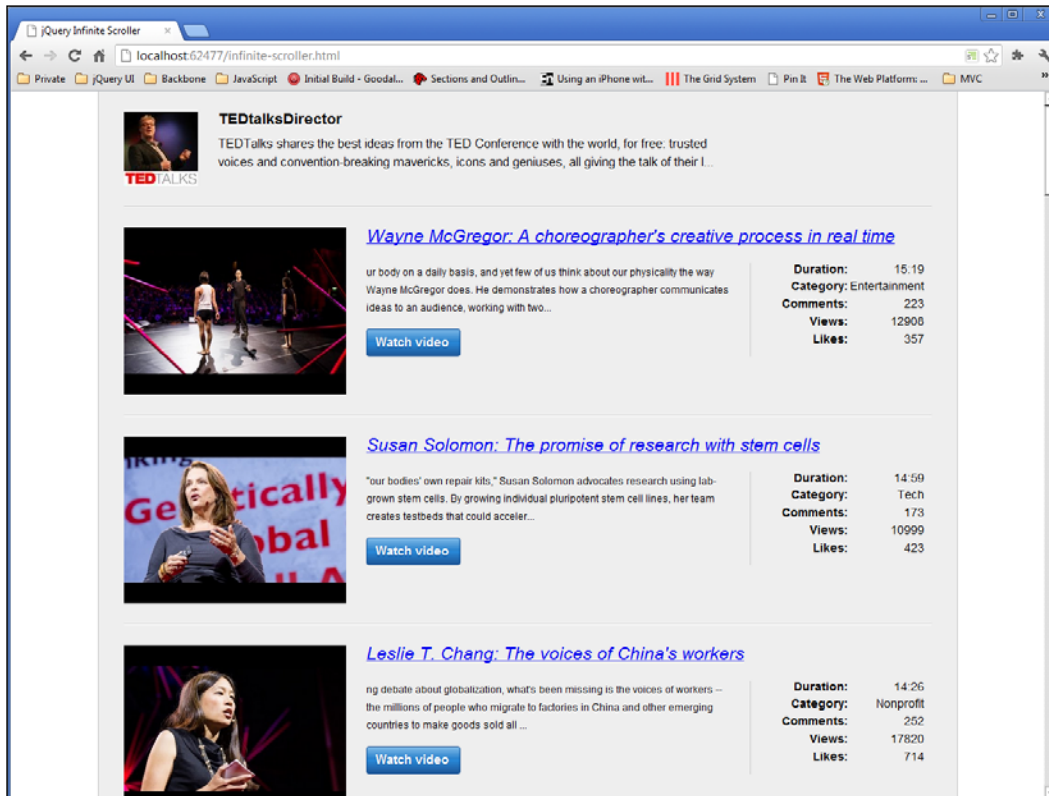 jQuery Infinite Scroller
localhost:62477/infinite-scroller.html
Private jQuery UI Backbone JavaScript Initial Build - Goodal... Sections and Outlin... Using an iPhone wit... The Grid System Pin It The Web Platform: ... MVC »
TEDtalksDirector
TEDTalks shares the best ideas from the TED Conference with the world, for free: trusted
voices and convention-breaking mavericks, icons and geniuses, all giving the talk of their l...
TEDTALKS
Wayne McGregor: A choreographer's creative process in real time
ur body on a daily basis, and yet few of us think about our physicality the way
Wayne McGregor does. He demonstrates how a choreographer communicates
ideas to an audience, working with two...
Watch video
Duration: 15:19
Category: Entertainment
Comments: 223
Views: 12908
Likes: 357
Susan Solomon: The promise of research with stem cells
"our bodies' own repair kits," Susan Solomon advocates research using lab-
grown stem cells. By growing individual pluripotent stem cell lines, her team
creates testbeds that could acceler...
Watch video
Duration: 14:59
Category: Tech
Comments: 173
Views: 10999
Likes: 423
Leslie T. Chang: The voices of China's workers
ng debate about globalization, what's been missing is the voices of workers --
the millions of people who migrate to factories in China and other emerging
countries to make goods sold all ...
Watch video
Duration: 14:26
Category: Nonprofit
Comments: 252
Views: 17820
Likes: 714